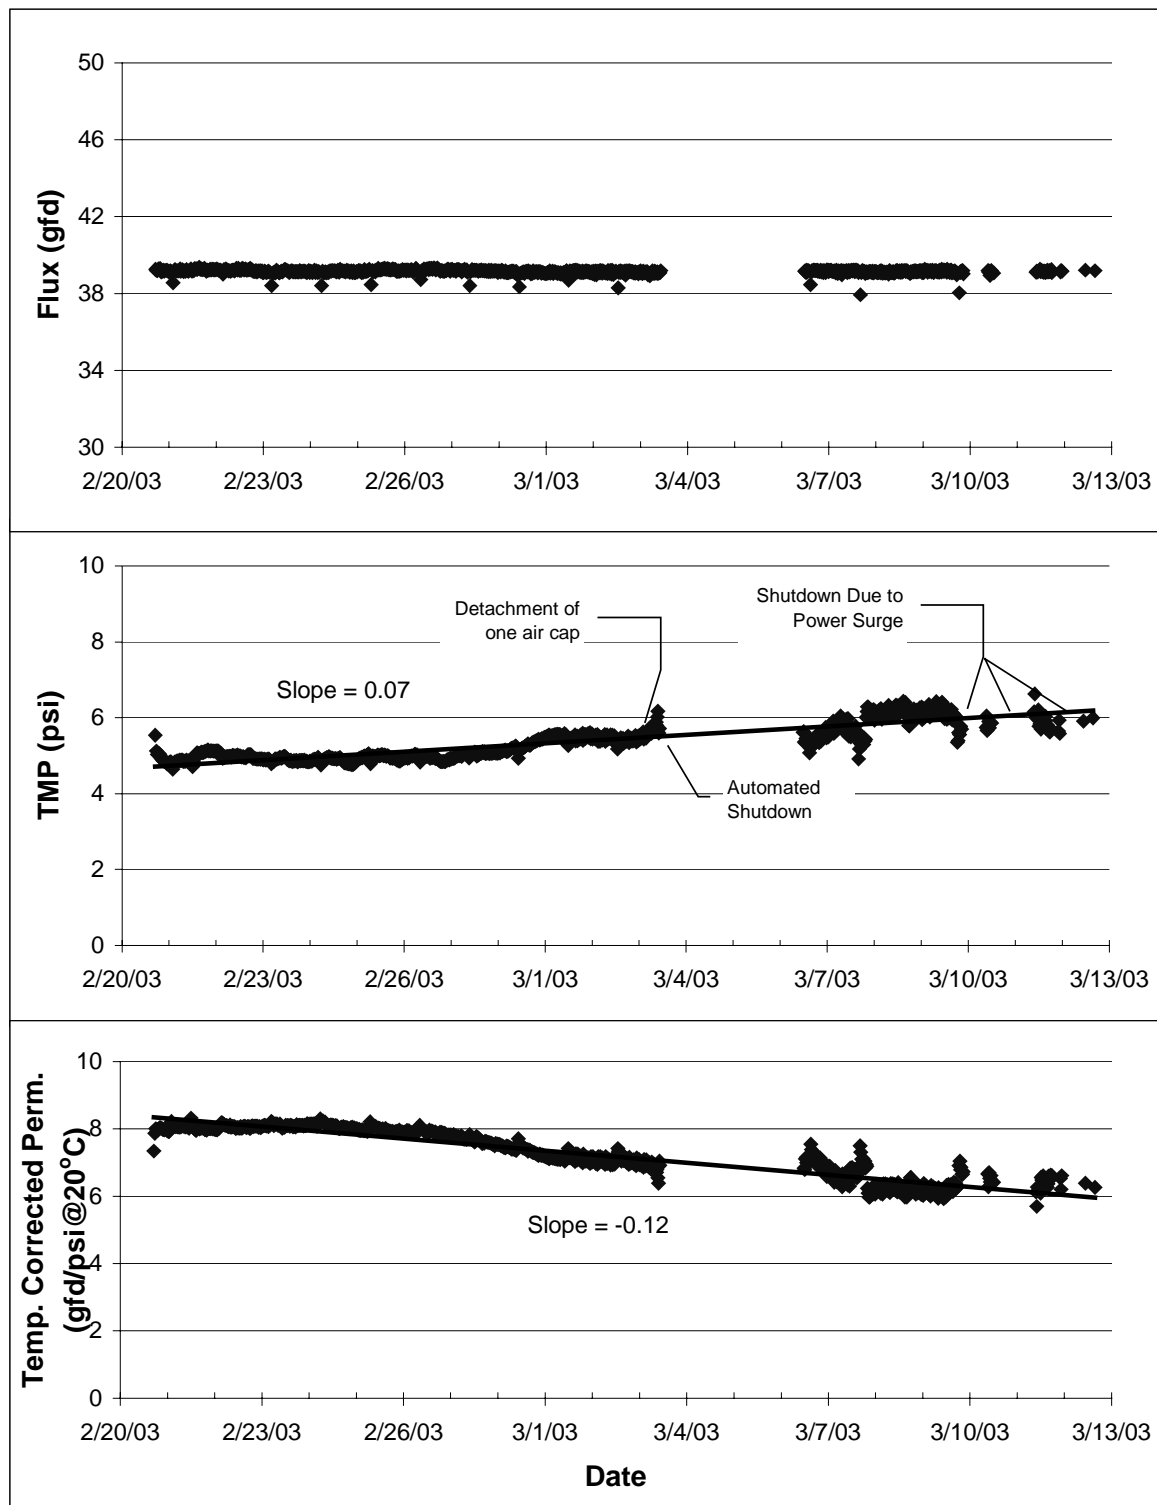 50
46
42
38
34
30
Flux (gfd)
2/20/03 2/23/03 2/26/03 3/1/03 3/4/03 3/7/03 3/10/03 3/13/03
10
8
6
4
2
0
TMP (psi)
Detachment of
one air cap
Shutdown Due to
Power Surge
Slope = 0.07
Automated
Shutdown
2/20/03 2/23/03 2/26/03 3/1/03 3/4/03 3/7/03 3/10/03 3/13/03
10
8
6
4
2
0
Temp. Corrected Perm.
(gfd/psi@20°C)
Slope = -0.12
2/20/03 2/23/03 2/26/03 3/1/03 3/4/03 3/7/03 3/10/03 3/13/03
Date